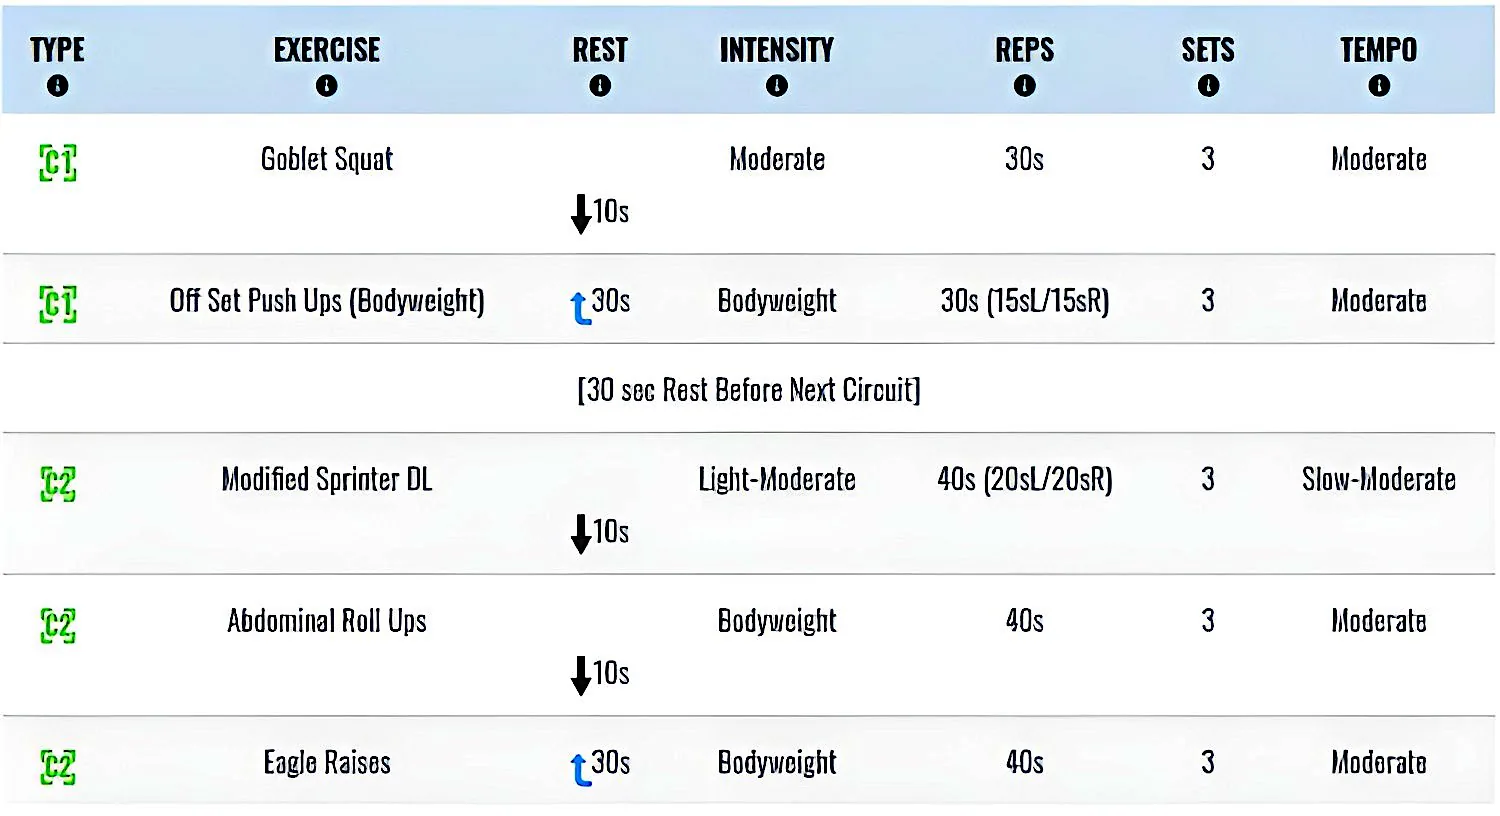 TYPE EXERCISE REST INTENSITY REPS SETS TEMPO
C1 Goblet Squat Moderate 30s 3 Moderate
10s
C1 Off Set Push Ups (Bodyweight) 30s Bodyweight 30s (15sL/15sR) 3 Moderate
[30 sec Rest Before Next Circuit]
C2 Modified Sprinter DL Light-Moderate 40s (20sL/20sR) 3 Slow-Moderate
10s
C2 Abdominal Roll Ups Bodyweight 40s 3 Moderate
10s
C2 Eagle Raises 30s Bodyweight 40s 3 Moderate